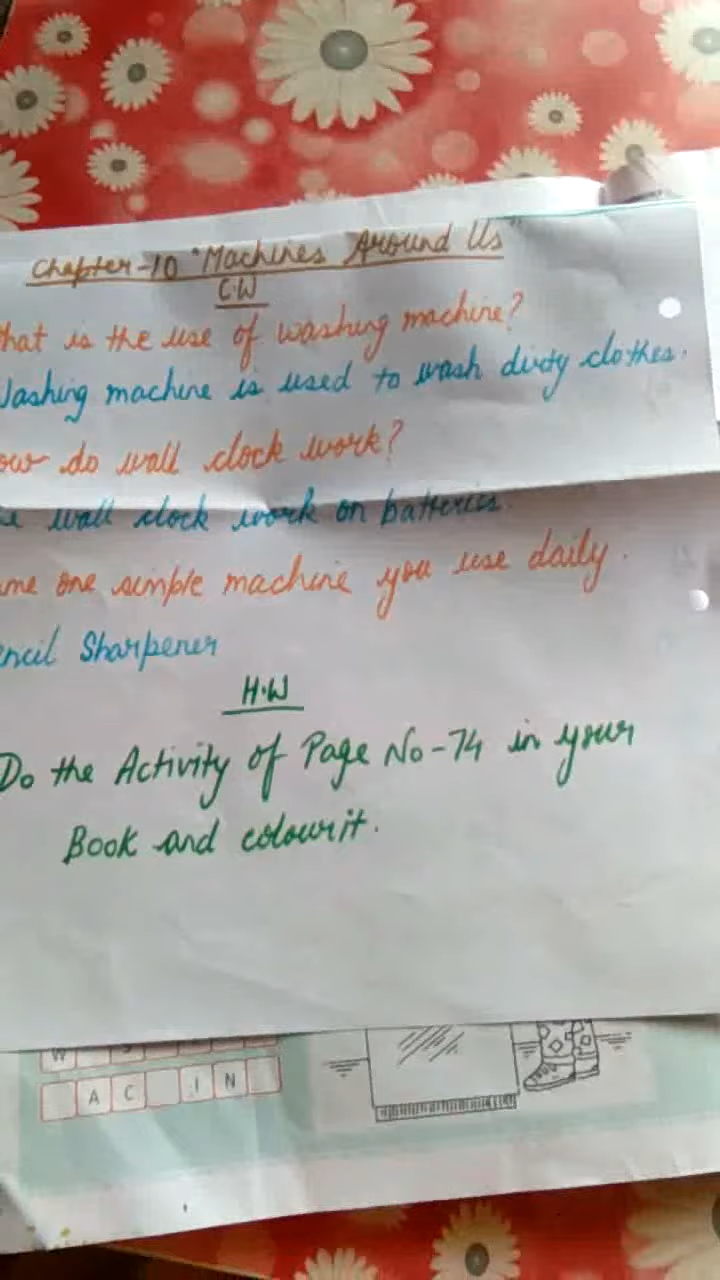 Chapter-10 "Machines Around Us"
C.W
hat is the use of washing machine?
Washing machine is used to wash dirty clothes.
ow do wall clock work?
e wall clock work on batteries.
me one simple machine you use daily.
encil Sharpener
H.W
Do the Activity of Page No-74 in your
Book and colour it.
A C I N